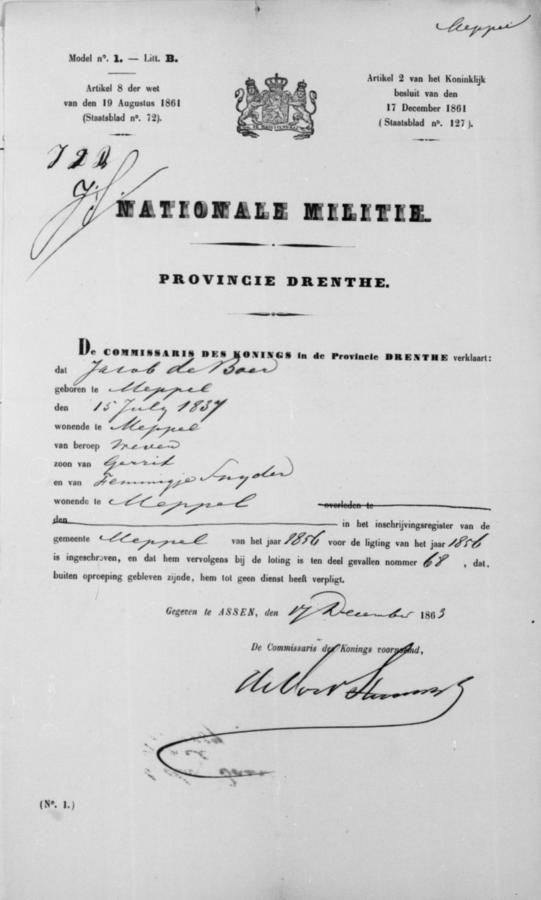 Meppel
Model nº. 1. — Litt. B.
Artikel 8 der wet
van den 19 Augustus 1861
(Staatsblad nº. 72).
Artikel 2 van het Koninklijk
besluit van den
17 December 1861
(Staatsblad nº. 127).
NATIONALE MILITIE.
PROVINCIE DRENTHE.
De COMMISSARIS DES KONINGS in de Provincie DRENTHE verklaart:
dat Jacob de Boer
geboren te Meppel
den 15 July 1837
wonende te Meppel
van beroep wever
zoon van Gerrit
en van Femmigje Snyder
wonende te Meppel overleden te
den in het inschrijvingsregister van de
gemeente Meppel van het jaar 1856 voor de ligting van het jaar 1856
is ingeschreven, en dat hem vervolgens bij de loting is ten deel gevallen nommer 68, dat,
buiten oproeping gebleven zijnde, hem tot geen dienst heeft verpligt.
Gegeven te ASSEN, den 17 December 1863
De Commissaris des Konings voornoemd,
(Nº. 1.)